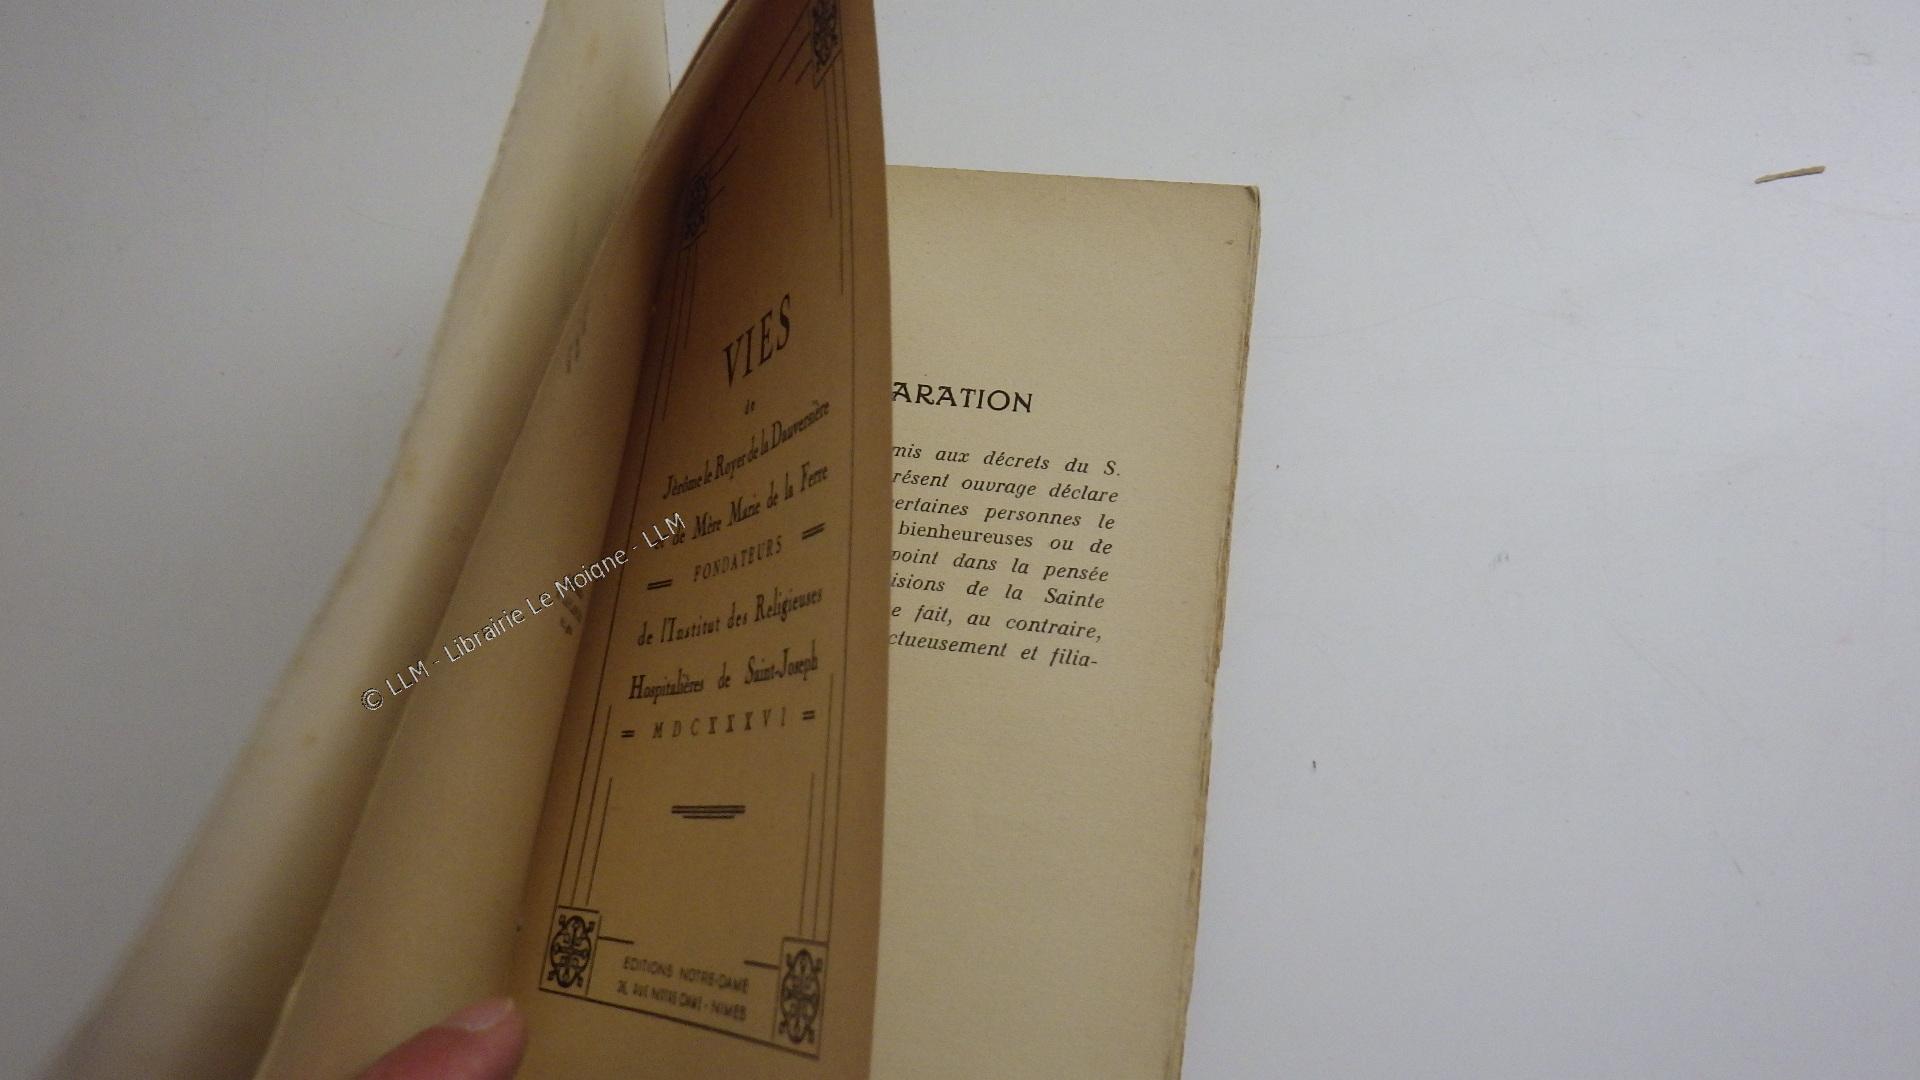 VIES
de
Jérôme le Royer de la Dauversière
et de Mère Marie de la Ferre
FONDATEURS
de l'Institut des Religieuses
Hospitalières de Saint-Joseph
= MDCXXXVI =
EDITIONS NOTRE-DAME
RUE NOTRE DAME - NIMES
ARATION
mis aux décrets du S.
résent ouvrage déclare
ertaines personnes le
bienheureuses ou de
point dans la pensée
isions de la Sainte
e fait, au contraire,
ctueusement et filia-
© LLM - Librairie Le Moigne - LLM